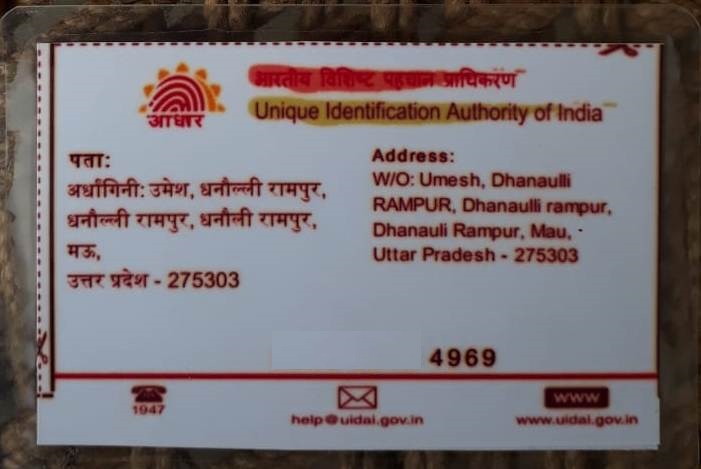 भारतीय विशिष्ट पहचान प्राधिकरण
Unique Identification Authority of India
आधार
पता:
अर्धांगिनी: उमेश, धनौल्ली रामपुर,
धनौल्ली रामपुर, धनौली रामपुर,
मऊ,
उत्तर प्रदेश - 275303
Address:
W/O: Umesh, Dhanaulli
RAMPUR, Dhanaulli rampur,
Dhanauli Rampur, Mau,
Uttar Pradesh - 275303
4969
1947
help@uidai.gov.in
WWW
www.uidai.gov.in